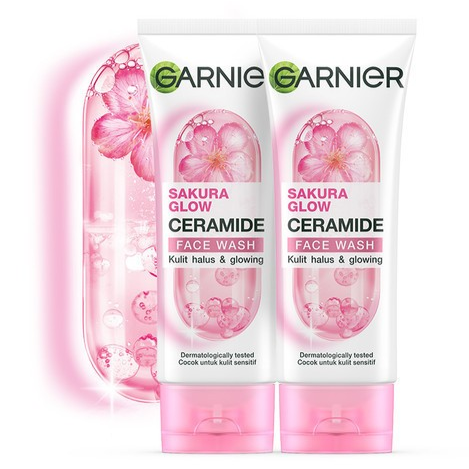 GARNIE
SAKURA
GLOW
CERAMIDE
FACE WASH
Kulit halus & glowing
Dermatologically tested
Cocok untuk kulit sensitif
GARNIER
SAKURA
GLOW
CERAMIDE
FACE WASH
Kulit halus & glowing
Dermatologically tested
Cocok untuk kulit sensitif